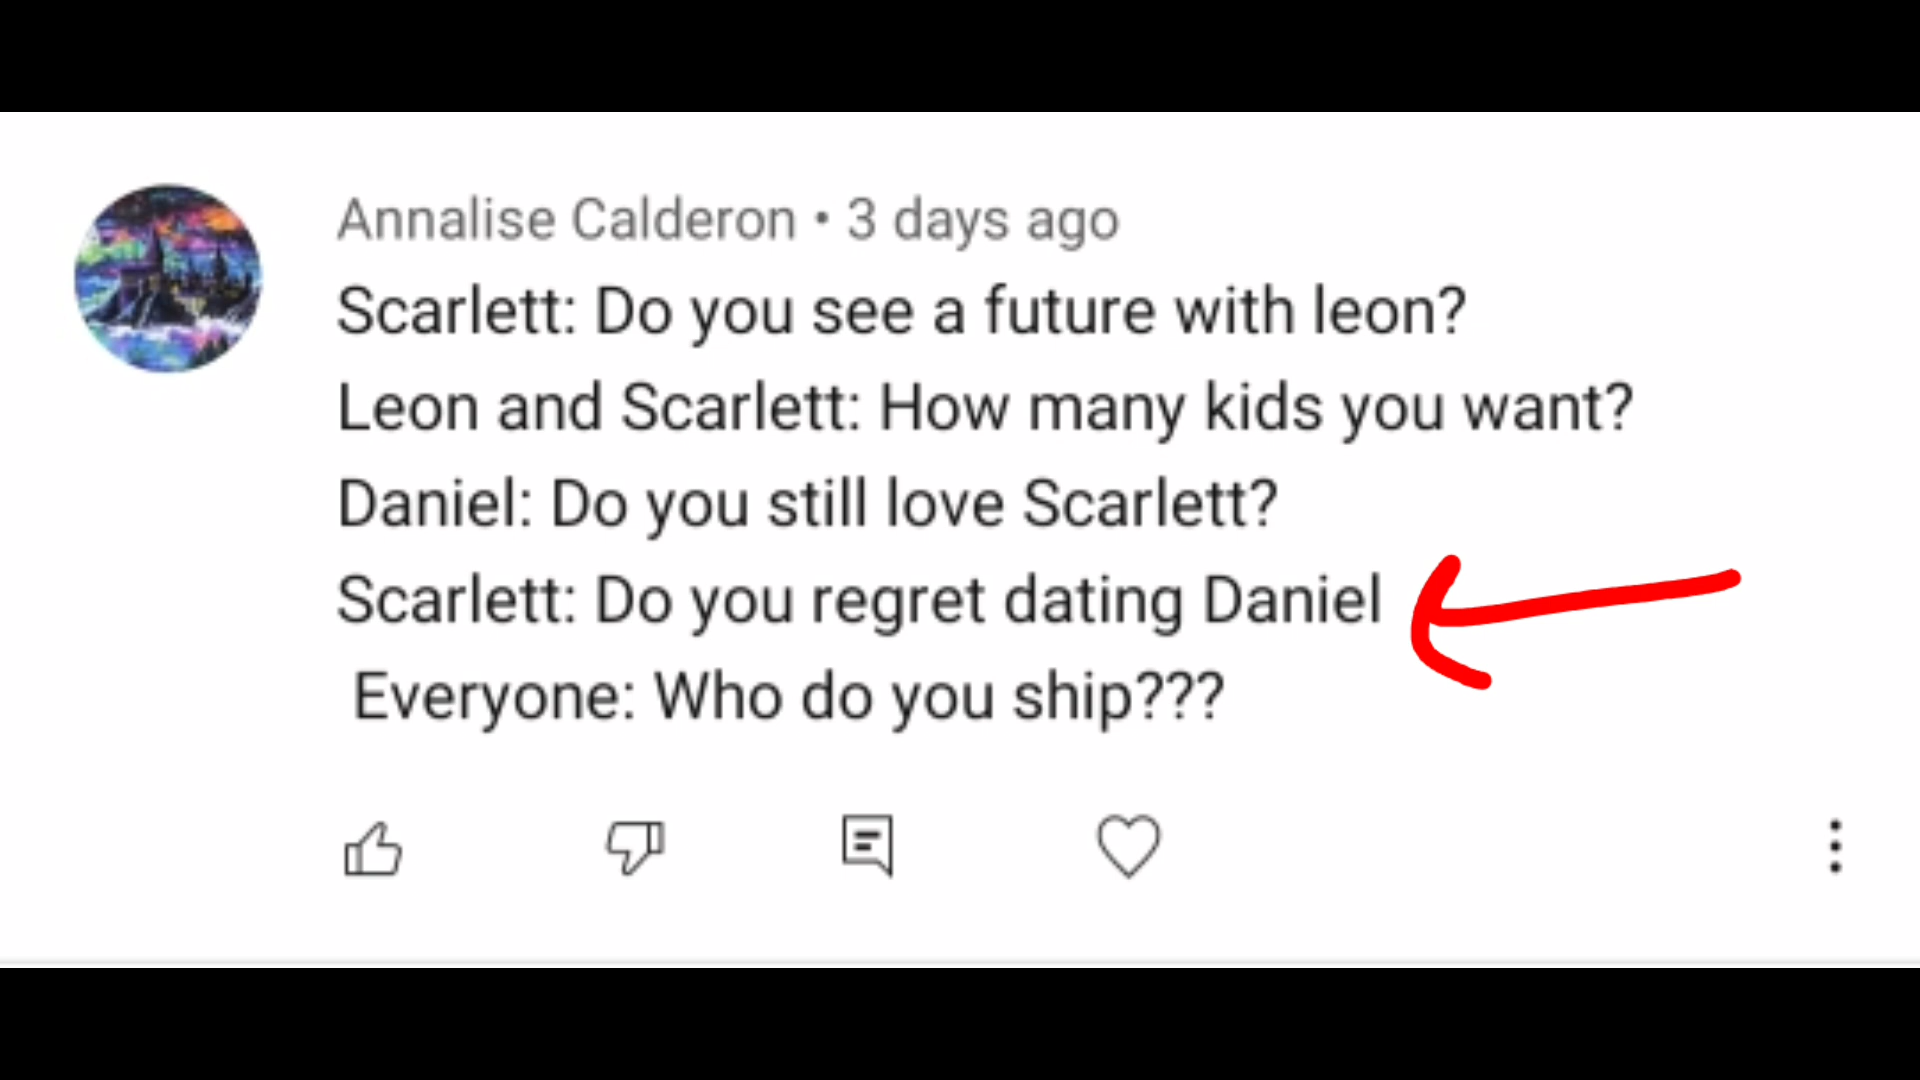 Annalise Calderon • 3 days ago
Scarlett: Do you see a future with leon?
Leon and Scarlett: How many kids you want?
Daniel: Do you still love Scarlett?
Scarlett: Do you regret dating Daniel
Everyone: Who do you ship???